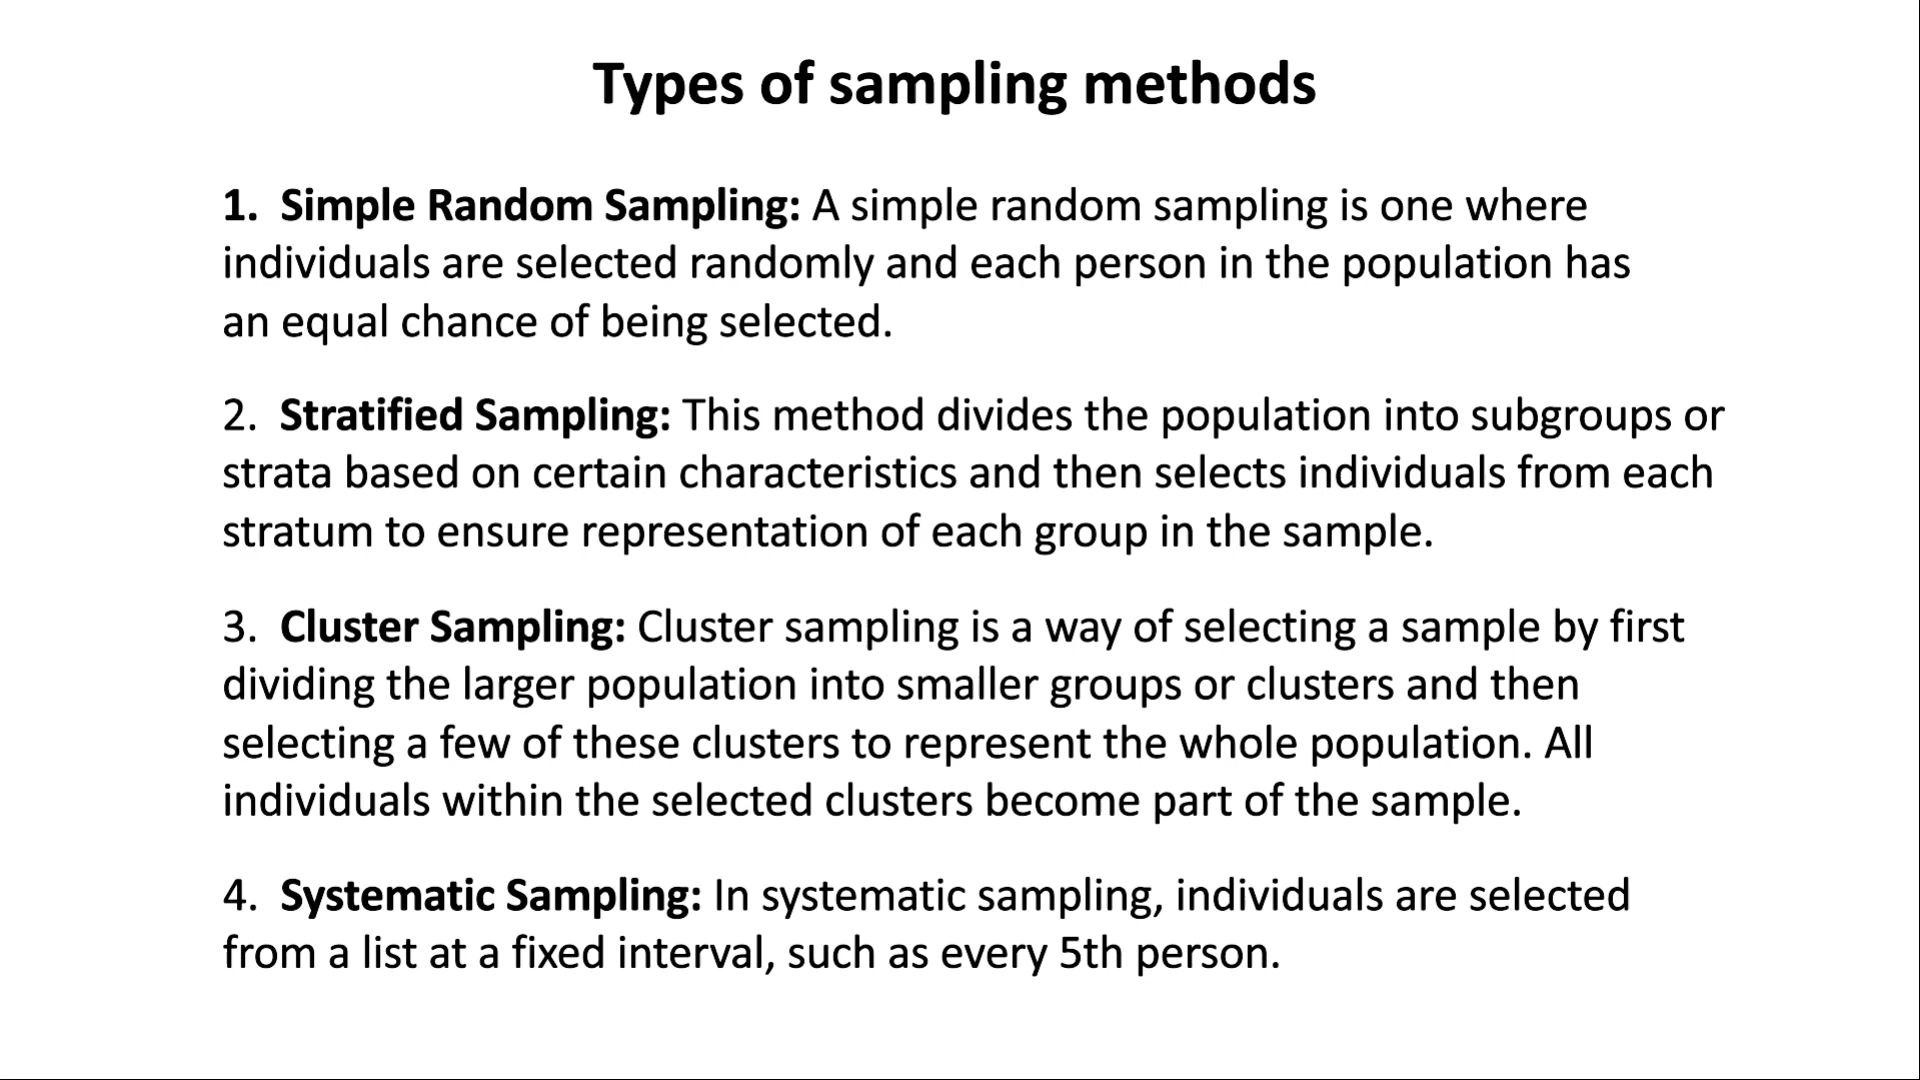 Types of sampling methods
1. Simple Random Sampling: A simple random sampling is one where
individuals are selected randomly and each person in the population has
an equal chance of being selected.
2. Stratified Sampling: This method divides the population into subgroups or
strata based on certain characteristics and then selects individuals from each
stratum to ensure representation of each group in the sample.
3. Cluster Sampling: Cluster sampling is a way of selecting a sample by first
dividing the larger population into smaller groups or clusters and then
selecting a few of these clusters to represent the whole population. All
individuals within the selected clusters become part of the sample.
4. Systematic Sampling: In systematic sampling, individuals are selected
from a list at a fixed interval, such as every 5th person.